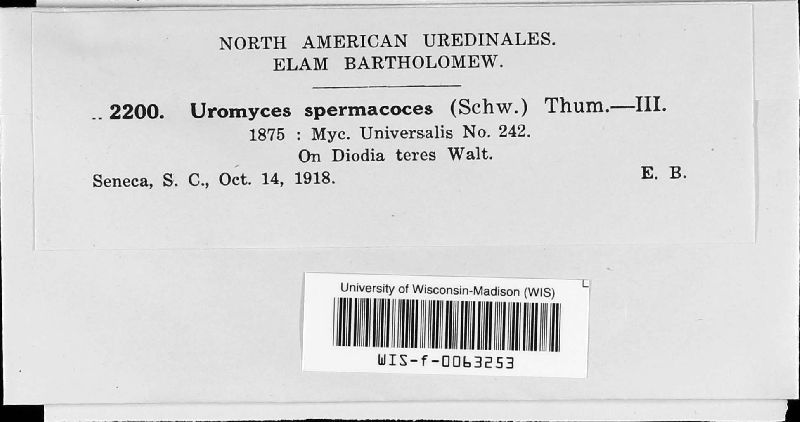 NORTH AMERICAN UREDINALES.
ELAM BARTHOLOMEW.
2200. Uromyces spermacoces (Schw.) Thum.—III.
1875 : Myc. Universalis No. 242.
On Diodia teres Walt.
Seneca, S. C., Oct. 14, 1918. E. B.
University of Wisconsin-Madison (WIS)
WIS-f-0063253